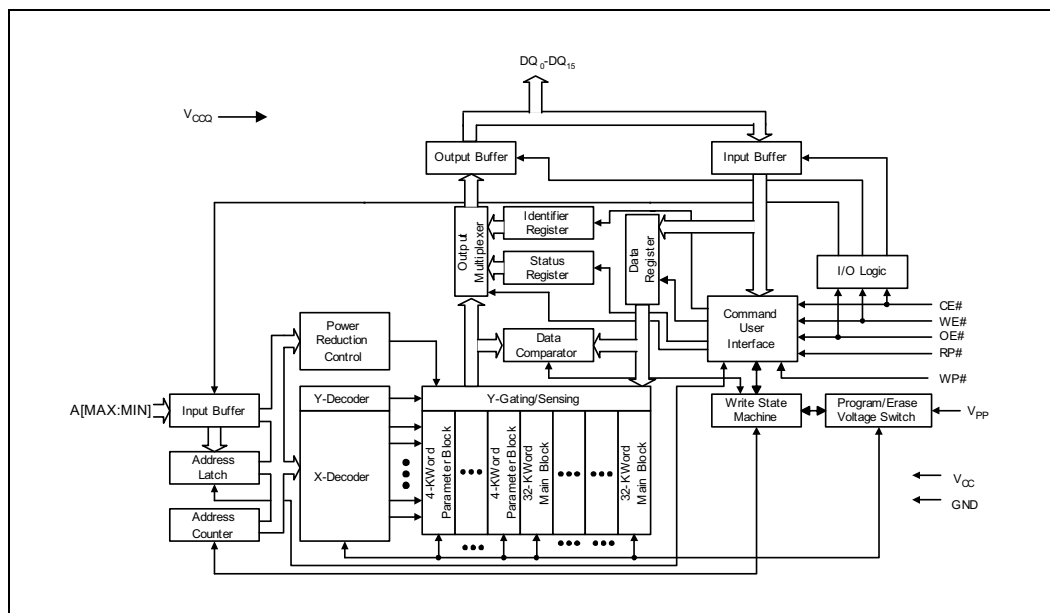 DQ0-DQ15
VCCQ
Output Buffer
Input Buffer
Output
Multiplexer
Identifier
Register
Status
Register
Data
Register
I/O Logic
Command
User
Interface
CE#
WE#
OE#
RP#
WP#
Power
Reduction
Control
Data
Comparator
A[MAX:MIN]
Input Buffer
Y-Decoder
Y-Gating/Sensing
Write State
Machine
Program/Erase
Voltage Switch
VPP
Address
Latch
X-Decoder
4-KWord
Parameter Block
4-KWord
Parameter Block
32-KWord
Main Block
32-KWord
Main Block
VCC
GND
Address
Counter